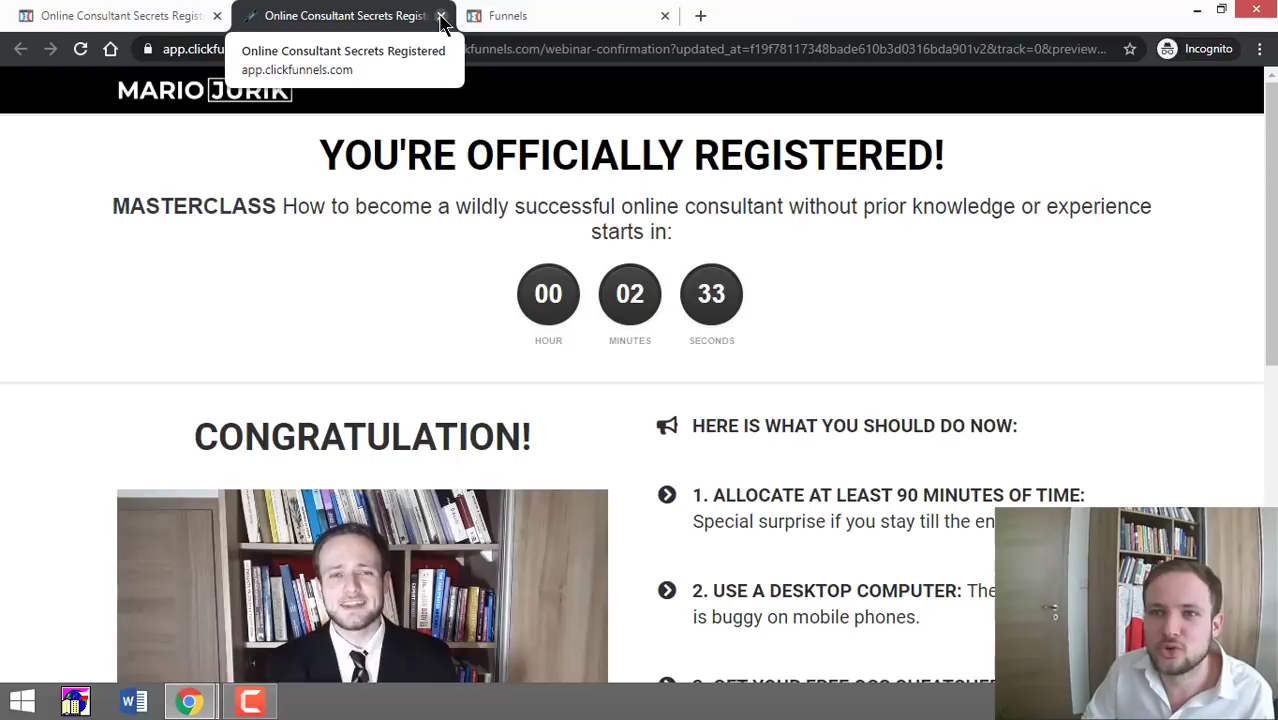 Online Consultant Secrets Regist
Online Consultant Secrets Regist
Funnels
app.clickfu
kfunnels.com/webinar-confirmation?updated_at=f19f78117348bade610b3d0316bda901v2&track=0&preview...
Incognito
Online Consultant Secrets Registered
app.clickfunnels.com
MARIO JURIK
YOU'RE OFFICIALLY REGISTERED!
MASTERCLASS How to become a wildly successful online consultant without prior knowledge or experience
starts in:
00
02
33
HOUR
MINUTES
SECONDS
CONGRATULATION!
HERE IS WHAT YOU SHOULD DO NOW:
1. ALLOCATE AT LEAST 90 MINUTES OF TIME:
Special surprise if you stay till the en
2. USE A DESKTOP COMPUTER: The
is buggy on mobile phones.